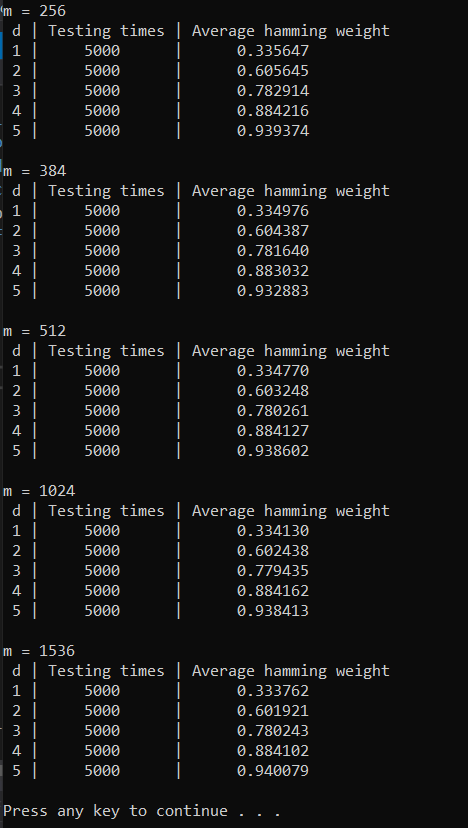 m = 256
d | Testing times | Average hamming weight
1 | 5000 | 0.335647
2 | 5000 | 0.605645
3 | 5000 | 0.782914
4 | 5000 | 0.884216
5 | 5000 | 0.939374
m = 384
d | Testing times | Average hamming weight
1 | 5000 | 0.334976
2 | 5000 | 0.604387
3 | 5000 | 0.781640
4 | 5000 | 0.883032
5 | 5000 | 0.932883
m = 512
d | Testing times | Average hamming weight
1 | 5000 | 0.334770
2 | 5000 | 0.603248
3 | 5000 | 0.780261
4 | 5000 | 0.884127
5 | 5000 | 0.938602
m = 1024
d | Testing times | Average hamming weight
1 | 5000 | 0.334130
2 | 5000 | 0.602438
3 | 5000 | 0.779435
4 | 5000 | 0.884162
5 | 5000 | 0.938413
m = 1536
d | Testing times | Average hamming weight
1 | 5000 | 0.333762
2 | 5000 | 0.601921
3 | 5000 | 0.780243
4 | 5000 | 0.884102
5 | 5000 | 0.940079
Press any key to continue . . .